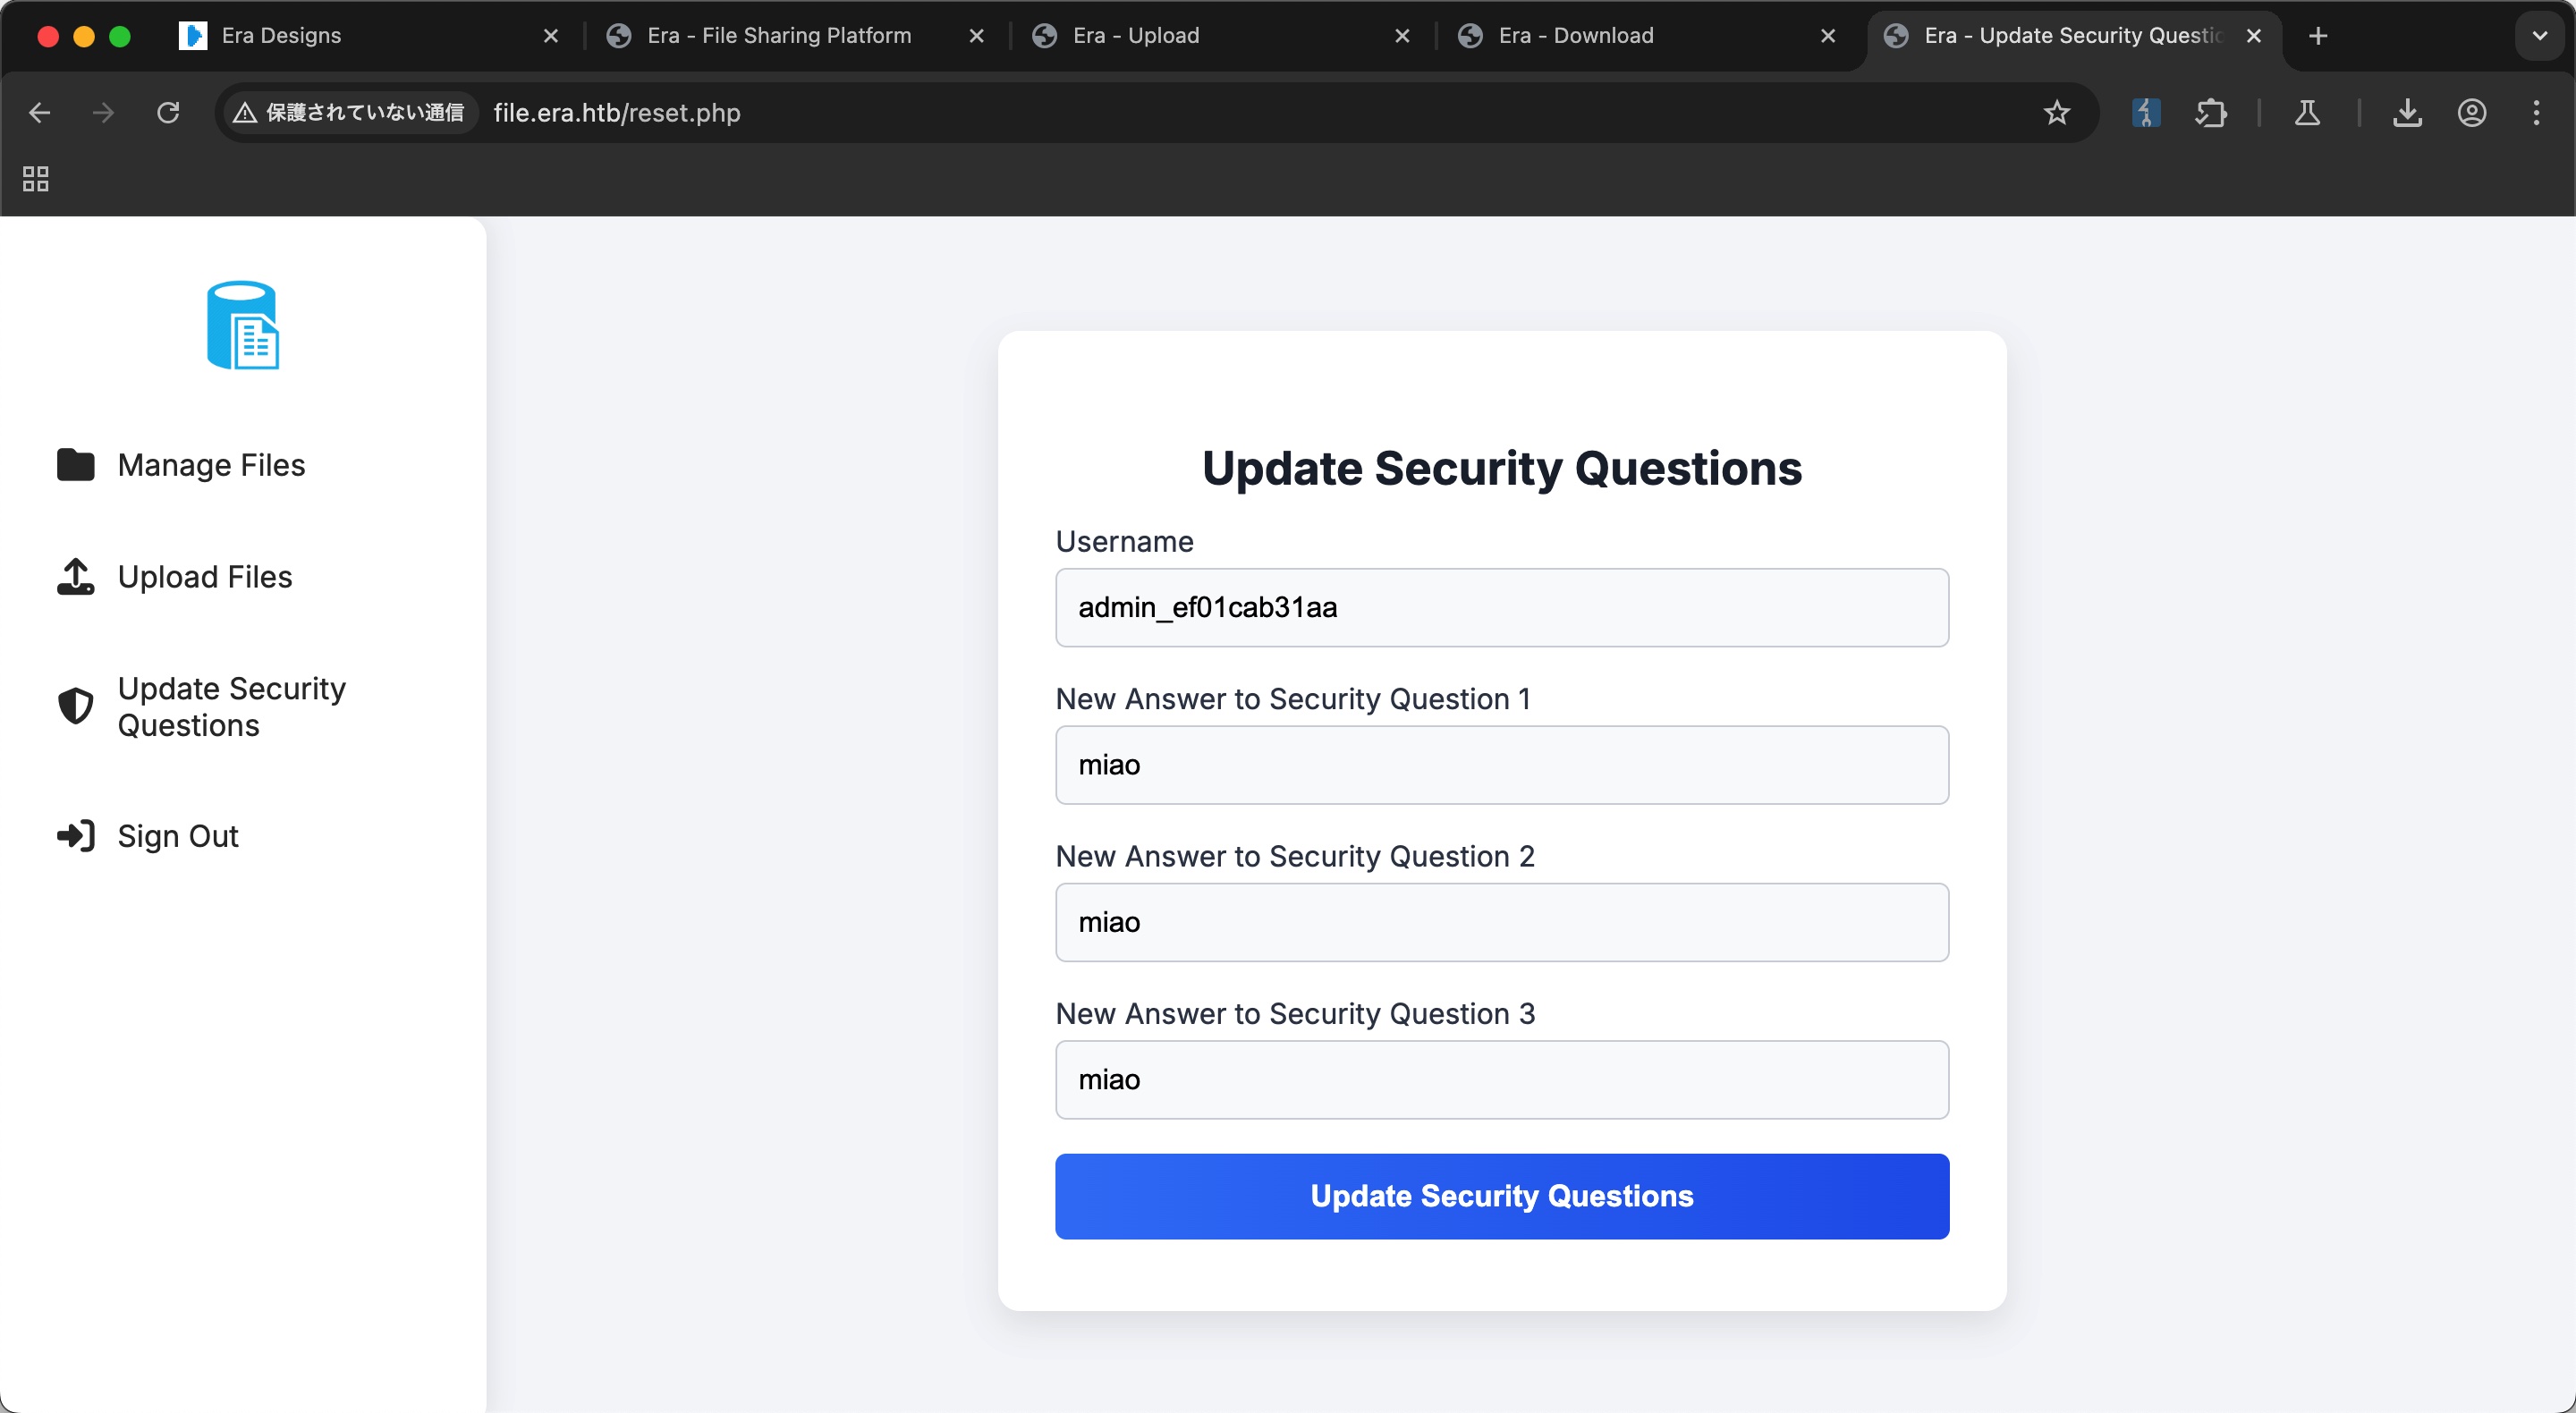 Era Designs
Era - File Sharing Platform
Era - Upload
Era - Download
Era - Update Security Questio
保護されていない通信
file.era.htb/reset.php
Manage Files
Upload Files
Update Security
Questions
Sign Out
Update Security Questions
Username
admin_ef01cab31aa
New Answer to Security Question 1
miao
New Answer to Security Question 2
miao
New Answer to Security Question 3
miao
Update Security Questions